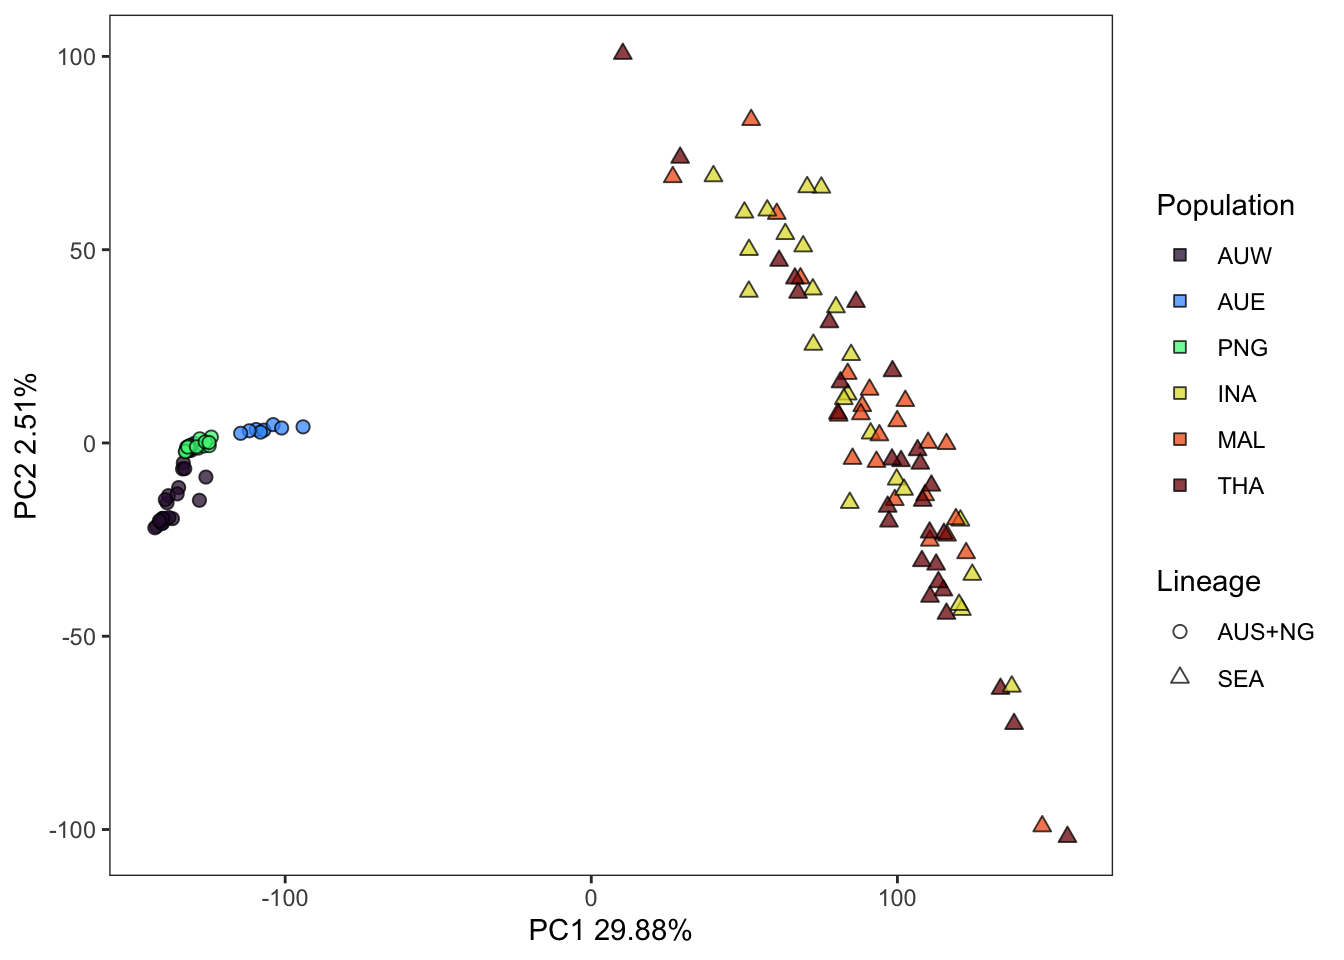 100
50
0
-50
-100
PC2 2.51%
-100
0
100
PC1 29.88%
Population
AUW
AUE
PNG
INA
MAL
THA
Lineage
AUS+NG
SEA